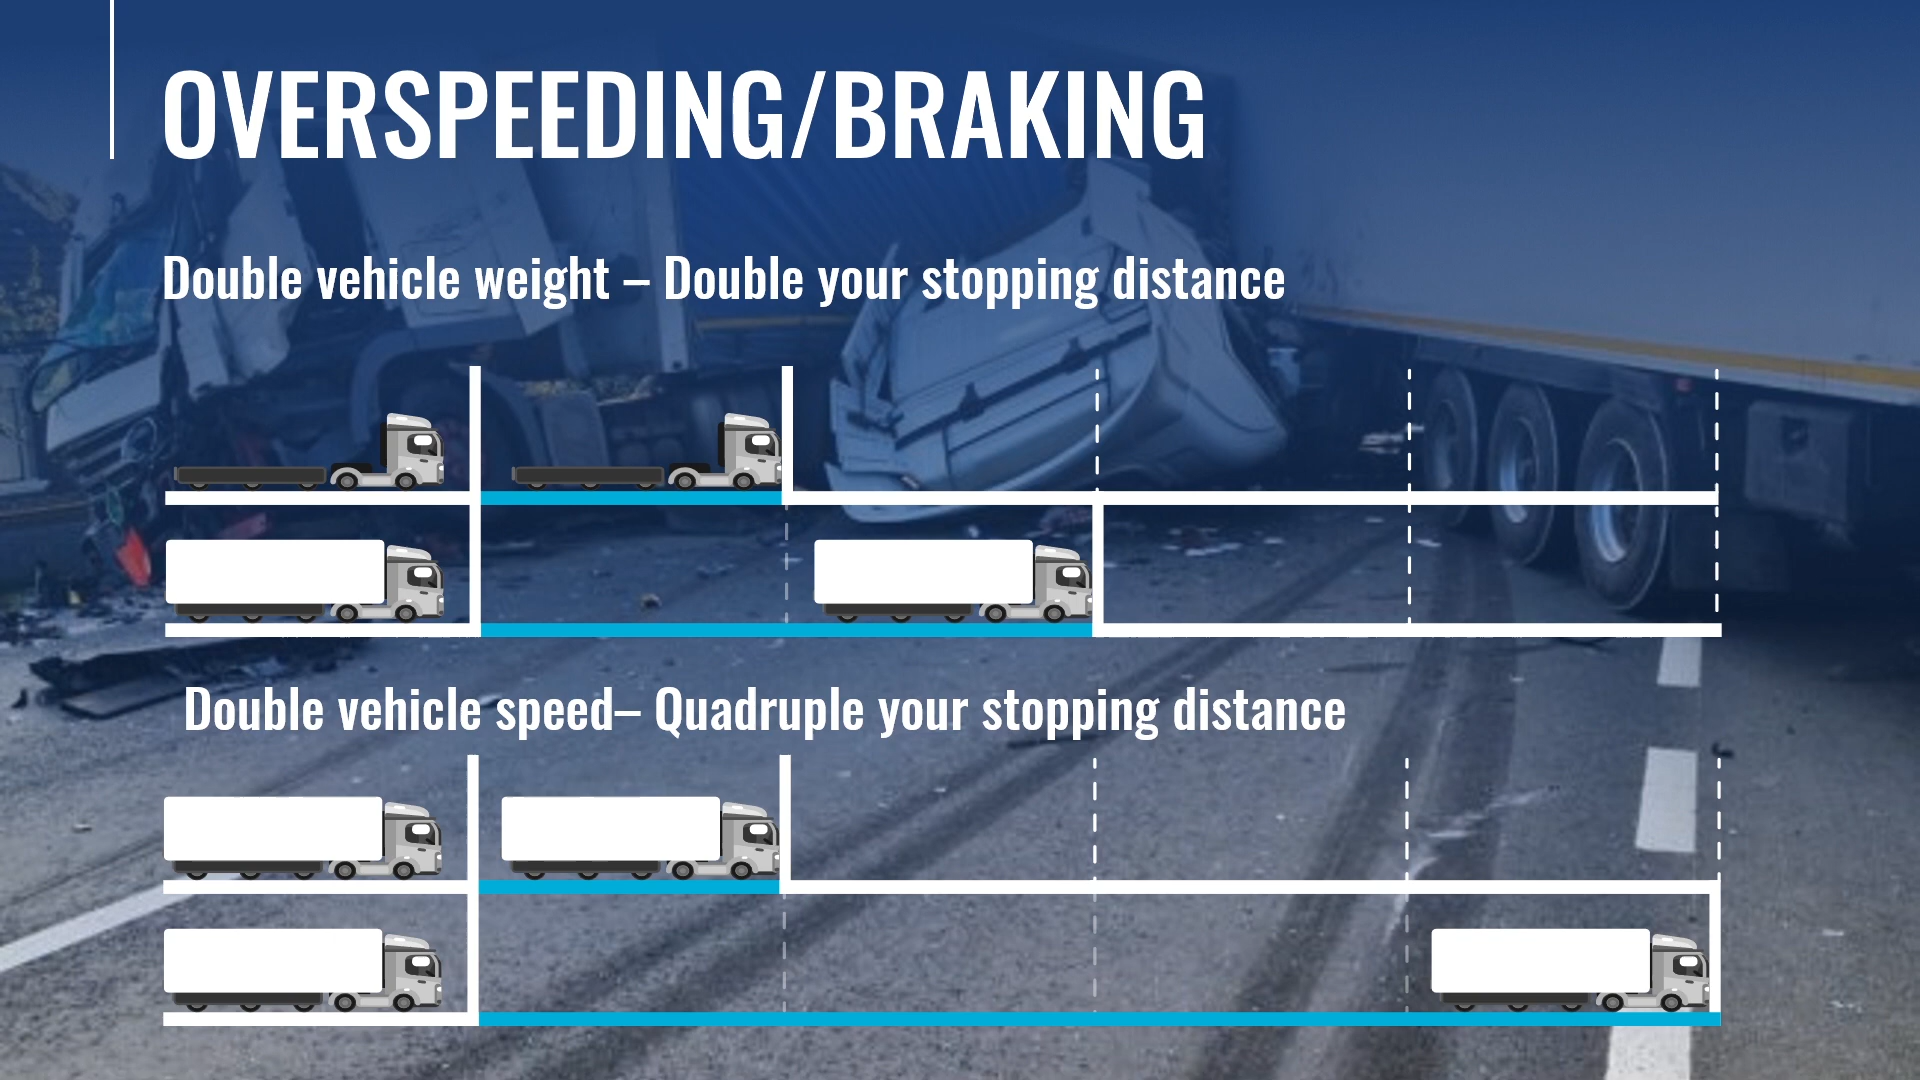 OVERSPEEDING/BRAKING
Double vehicle weight – Double your stopping distance
Double vehicle speed– Quadruple your stopping distance